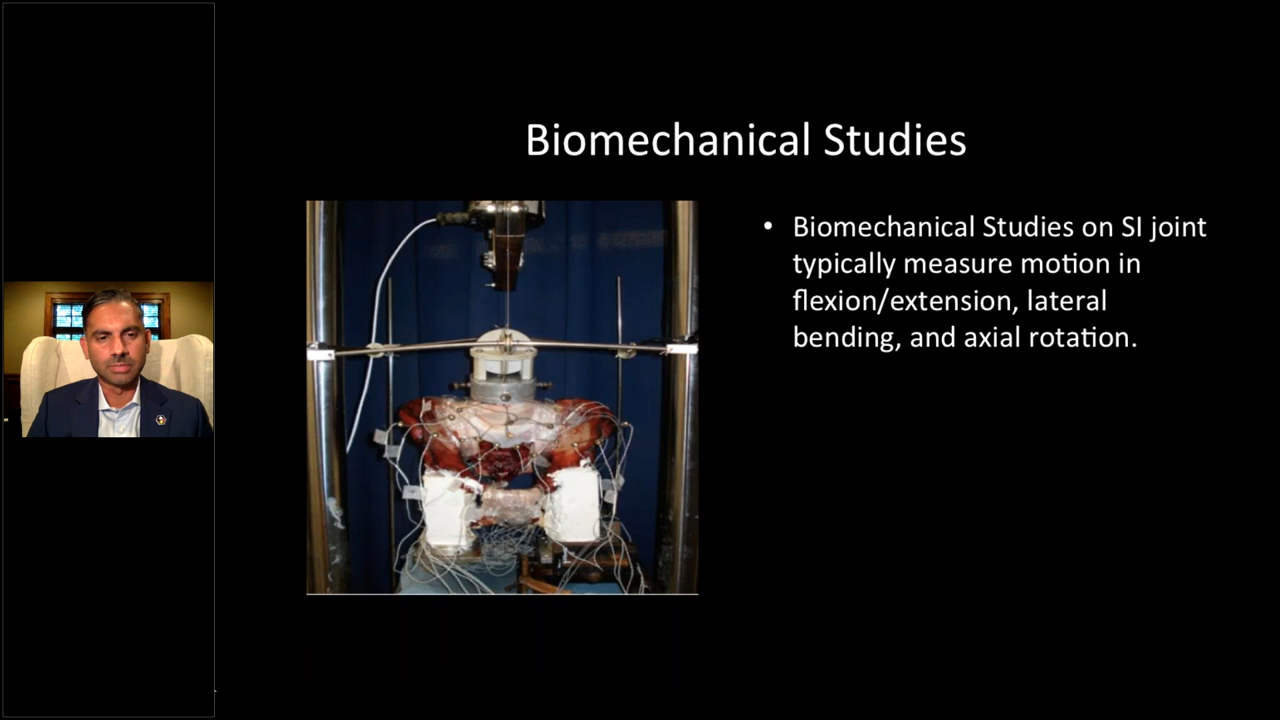 Biomechanical Studies
• Biomechanical Studies on SI joint
typically measure motion in
flexion/extension, lateral
bending, and axial rotation.